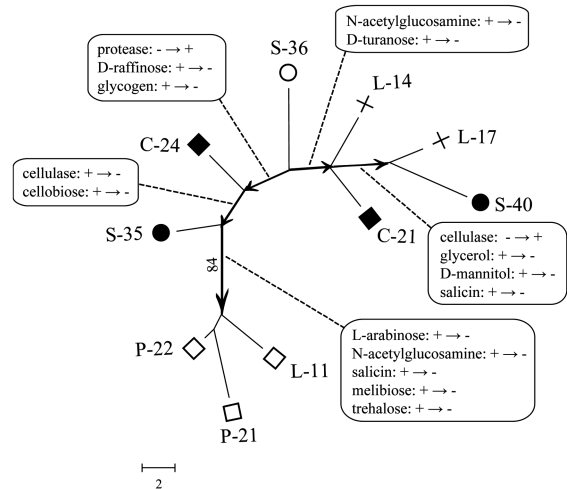 N-acetylglucosamine: + → -
D-turanose: + → -
protease: - → +
D-raffinose: + → -
glycogen: + → -
S-36
L-14
L-17
C-24
cellulase: + → -
cellobiose: + → -
S-40
S-35
C-21
cellulase: - → +
glycerol: + → -
D-mannitol: + → -
salicin: + → -
84
L-arabinose: + → -
N-acetylglucosamine: + → -
salicin: + → -
melibiose: + → -
trehalose: + → -
P-22
L-11
P-21
2